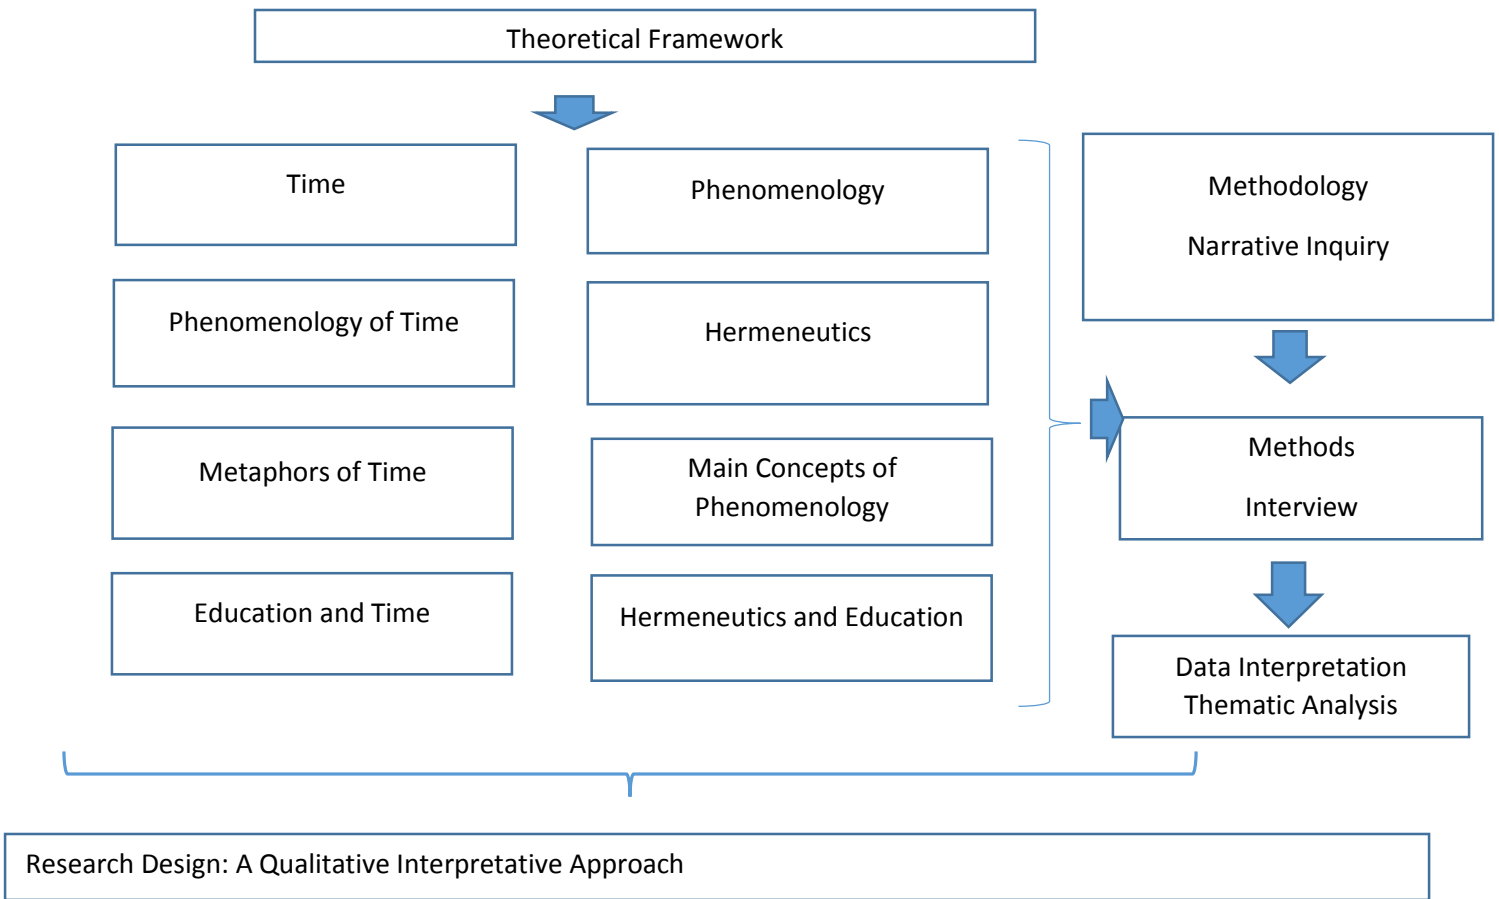 Theoretical Framework
Time
Phenomenology
Methodology
Narrative Inquiry
Phenomenology of Time
Hermeneutics
Metaphors of Time
Main Concepts of
Phenomenology
Methods
Interview
Education and Time
Hermeneutics and Education
Data Interpretation
Thematic Analysis
Research Design: A Qualitative Interpretative Approach